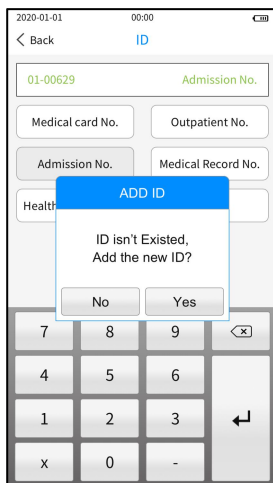 2020-01-01 00:00
Back ID
01-00629 Admission No.
Medical card No. Outpatient No.
Admission No. Medical Record No.
Health
ADD ID
ID isn't Existed,
Add the new ID?
No Yes
7 8 9
4 5 6
1 2 3
x 0 -